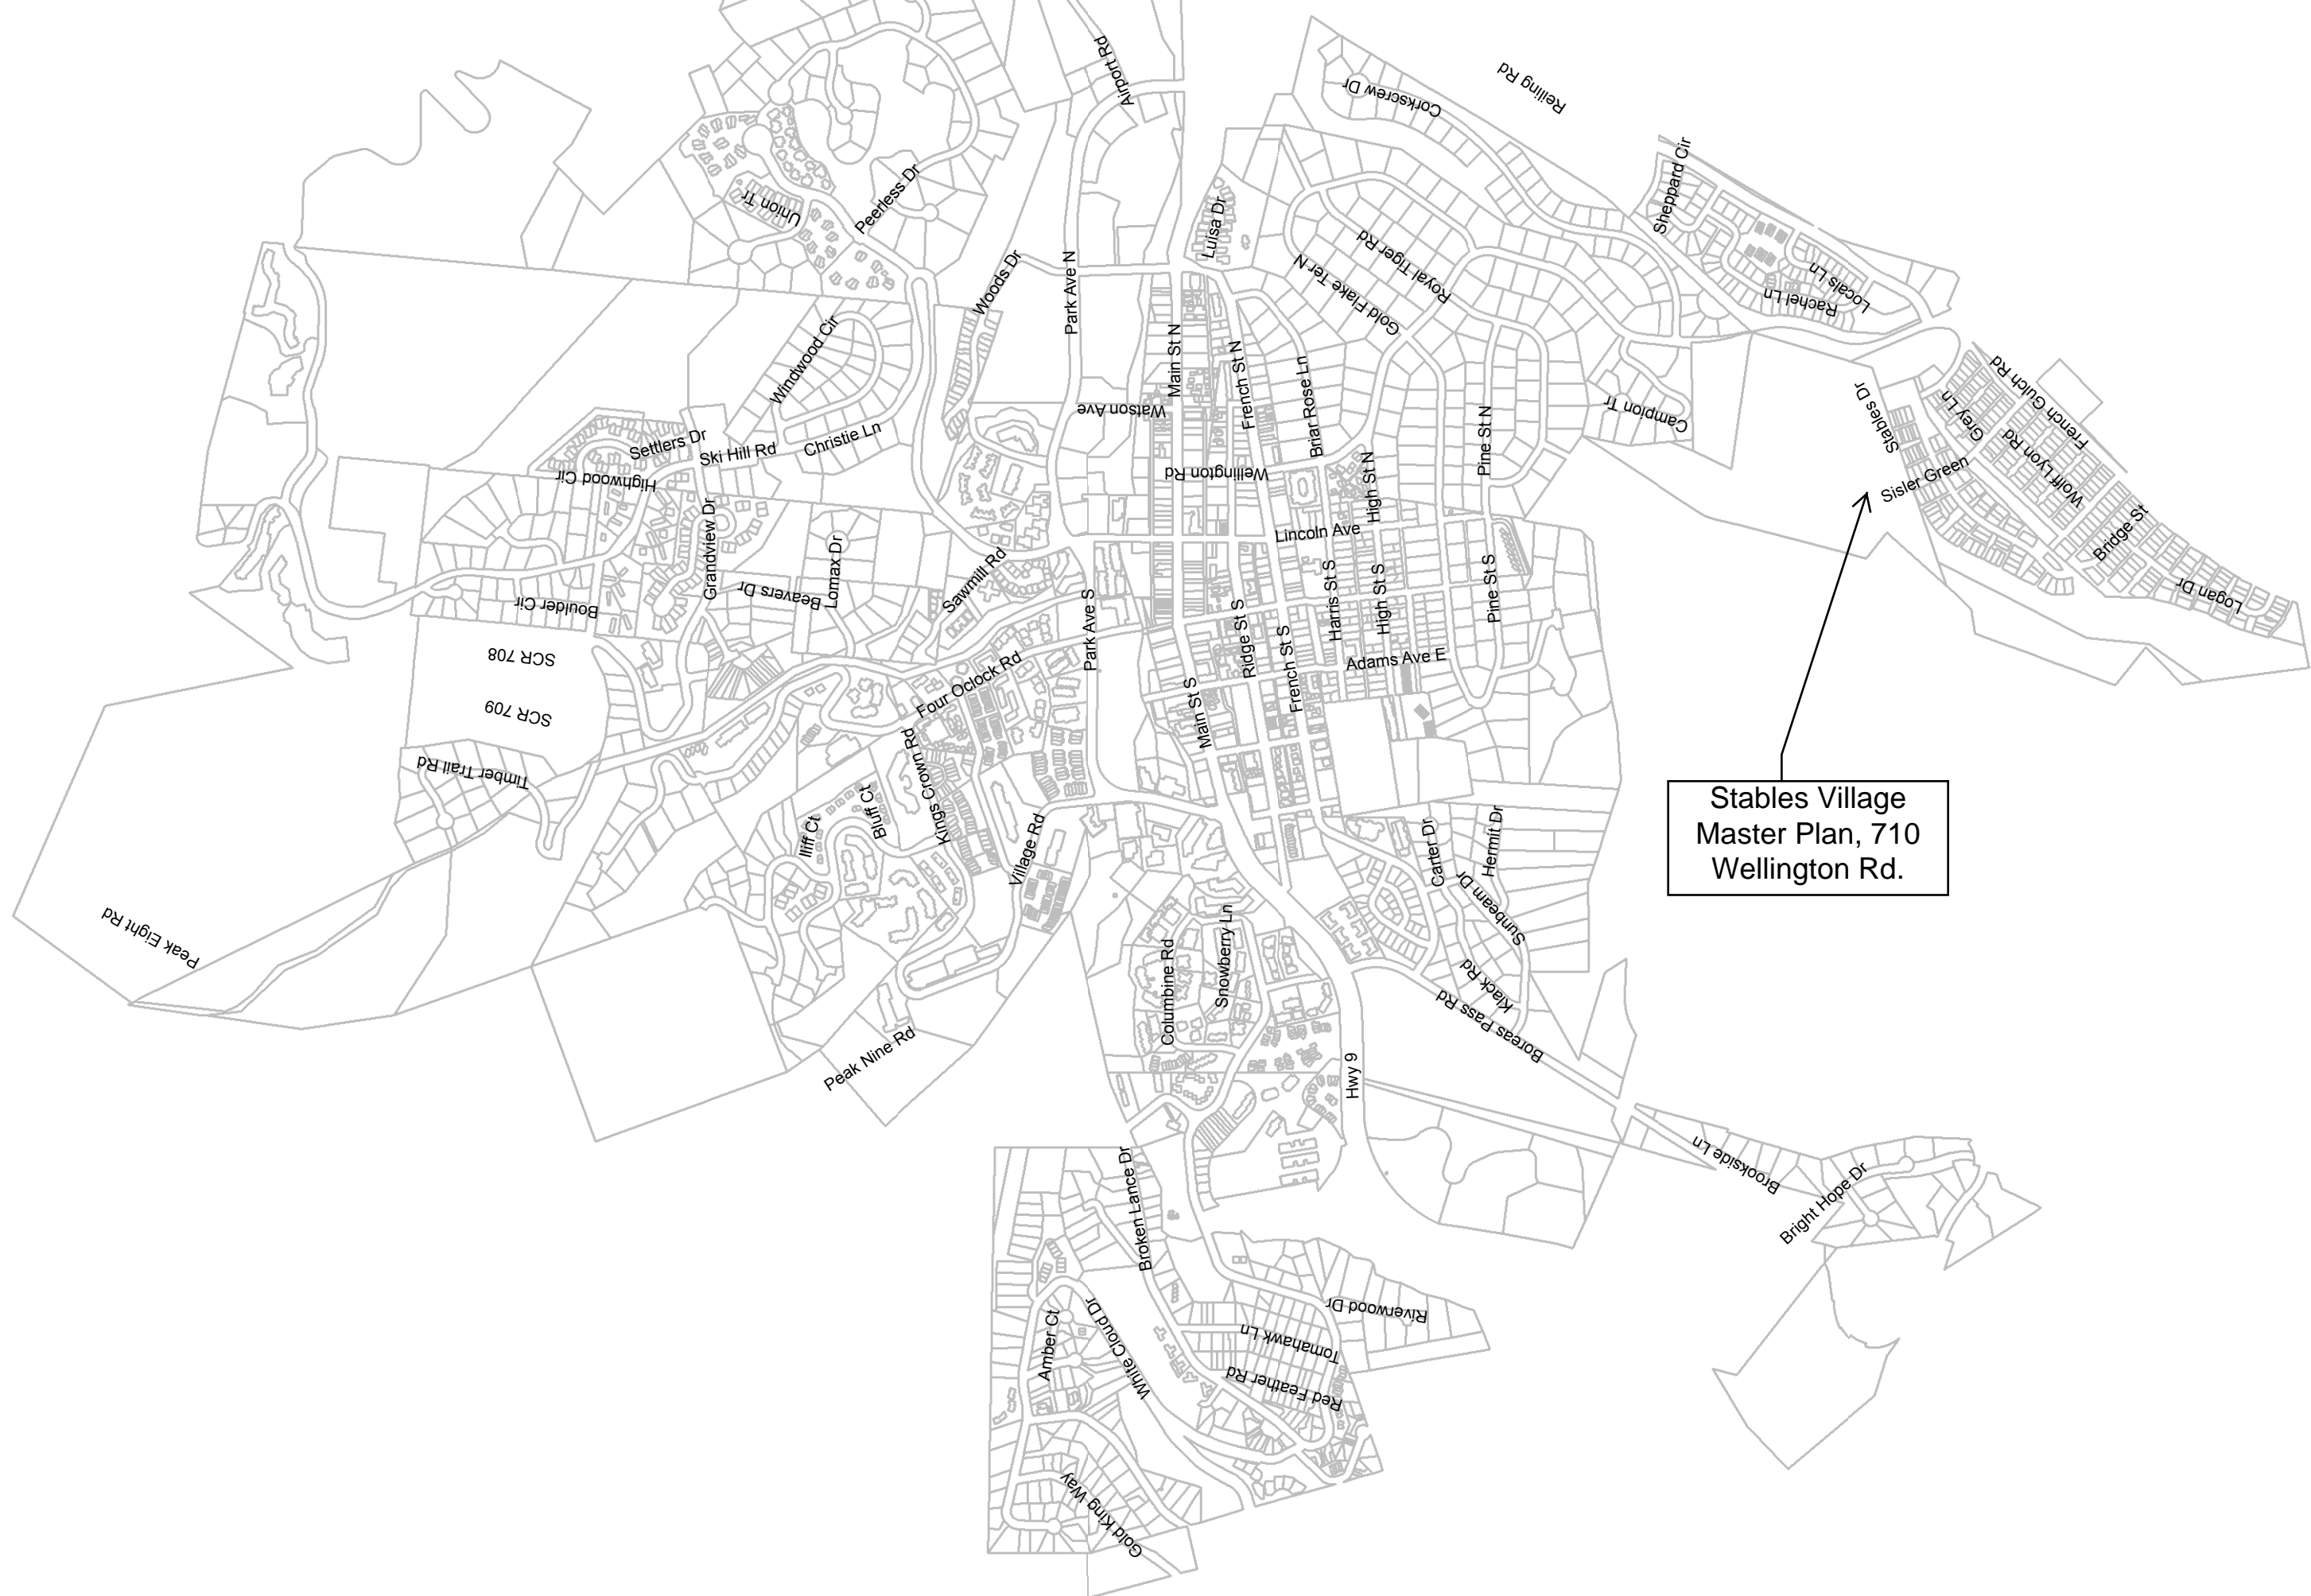 Airport Rd
Reiling Rd
Corkscrew Dr
Sheppard Cir
Union Tr
Peerless Dr
Luisa Dr
Woods Dr
Park Ave N
Gold Flake Ter N
Royal Tiger Rd
Locals Ln
Rachel Ln
Windwood Cir
Main St N
French St N
Briar Rose Ln
French Gulch Rd
Stables Dr
Grey Ln
Watson Ave
Campion Tr
Settlers Dr
Ski Hill Rd
Christie Ln
Pine St N
Wolff Lyon Rd
Highwood Cir
Wellington Rd
High St N
Sisler Green
Grandview Dr
Lincoln Ave
Bridge St
Lomax Dr
Sawmill Rd
Beavers Dr
Boulder Cir
Harris St S
High St S
Pine St S
Logan Dr
Park Ave S
Ridge St S
French St S
SCR 708
Adams Ave E
Four Oclock Rd
SCR 709
Main St S
Timber Trail Rd
Kings Crown Rd
Stables Village
Master Plan, 710
Wellington Rd.
Bluff Ct
Iliff Ct
Village Rd
Carter Dr
Hermit Dr
Sunbeam Dr
Peak Eight Rd
Columbine Rd
Snowberry Ln
Klack Rd
Boreas Pass Rd
Peak Nine Rd
Hwy 9
Brookside Ln
Bright Hope Dr
Broken Lance Dr
Riverwood Dr
Amber Ct
White Cloud Dr
Tomahawk Ln
Red Feather Rd
Gold King Way